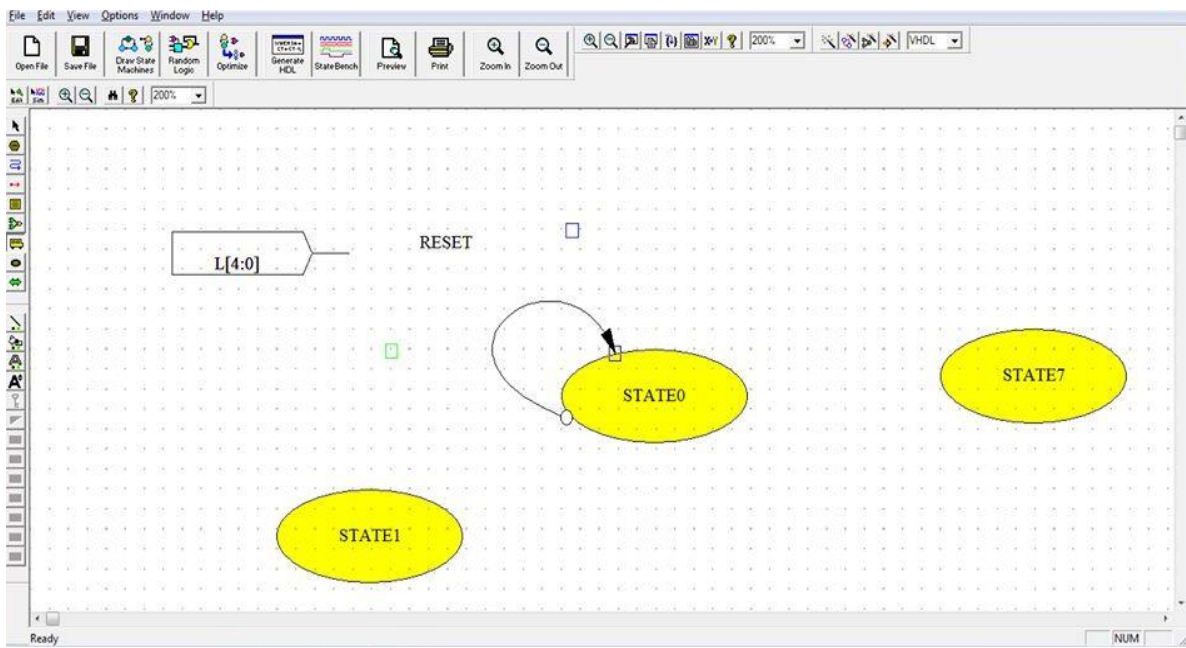 File Edit View Options Window Help
Open File Save File Draw State Machines Random Logic Optimize Generate HDL StateBench Preview Print Zoom In Zoom Out 200% VHDL
200%
RESET
L[4:0]
STATE7
STATE0
STATE1
Ready NUM